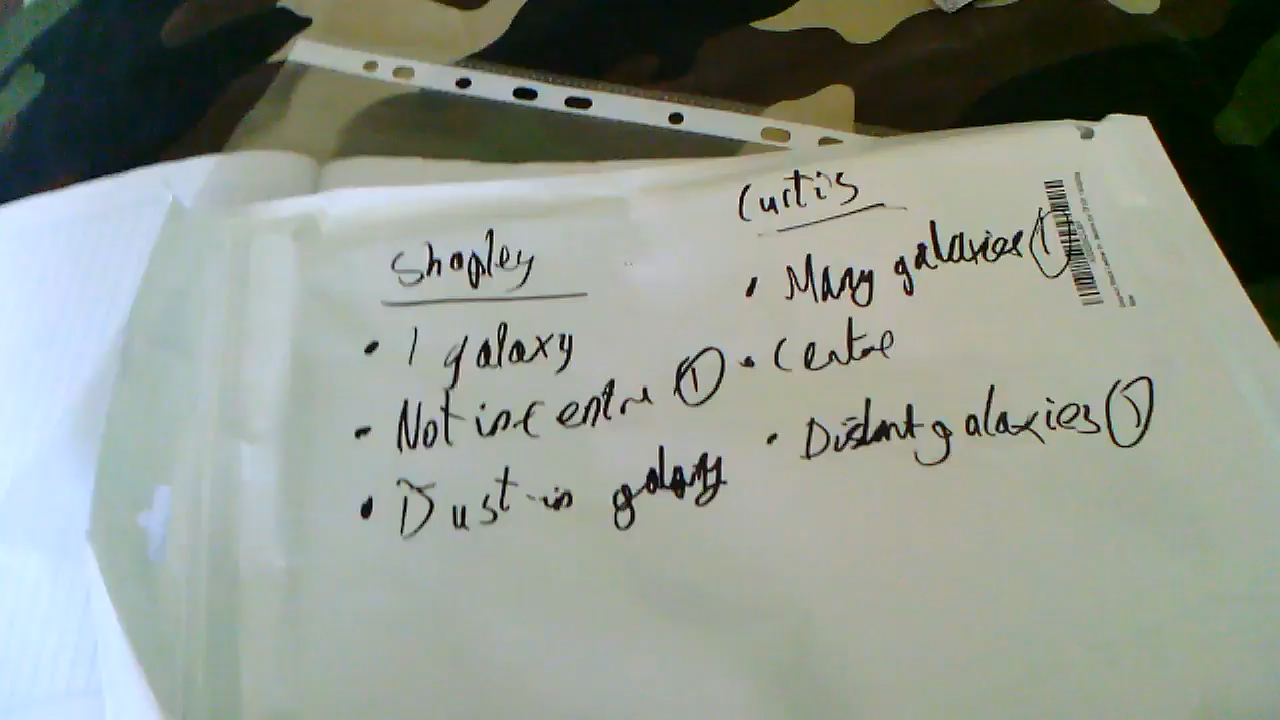 Shapley
• 1 galaxy
• Not in centre ①
• Dust in galaxy
Curtis
• Many galaxies ①
• Centre
• Distant galaxies ①